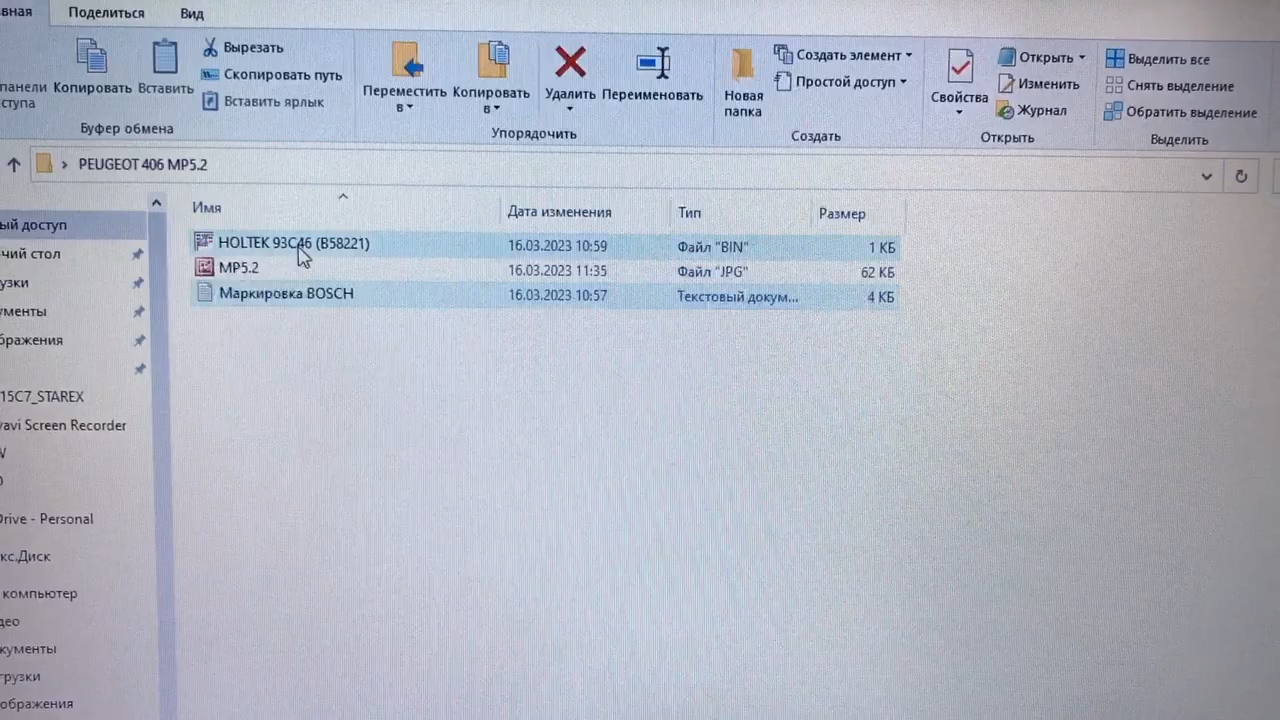 вная Поделиться Вид
Копировать
Вставить
Вырезать
Скопировать путь
Вставить ярлык
Буфер обмена
Переместить в
Копировать в
Удалить
Переименовать
Упорядочить
Новая папка
Создать элемент
Простой доступ
Создать
Свойства
Открыть
Изменить
Журнал
Открыть
Выделить все
Снять выделение
Обратить выделение
Выделить
панели
ступа
PEUGEOT 406 MP5.2
Имя Дата изменения Тип Размер
HOLTEK 93C46 (B58221) 16.03.2023 10:59 Файл "BIN" 1 КБ
MP5.2 16.03.2023 11:35 Файл "JPG" 62 КБ
Маркировка BOSCH 16.03.2023 10:57 Текстовый докум... 4 КБ
ый доступ
чий стол
узки
ументы
бражения
15C7_STAREX
vavi Screen Recorder
Drive - Personal
кс.Диск
компьютер
део
кументы
грузки
ображения